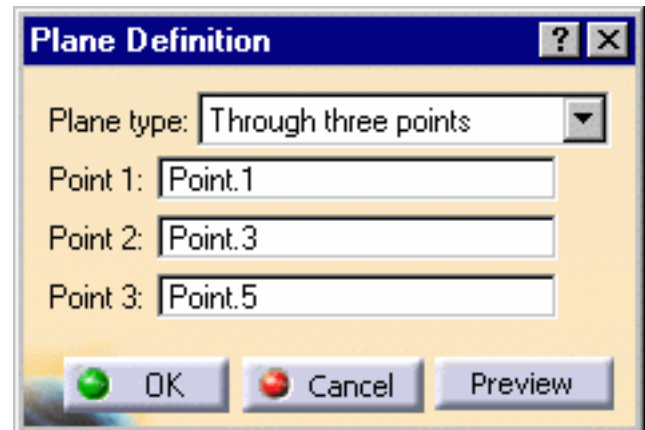 Plane Definition
Plane type: Through three points
Point 1: Point.1
Point 2: Point.3
Point 3: Point.5
OK Cancel Preview